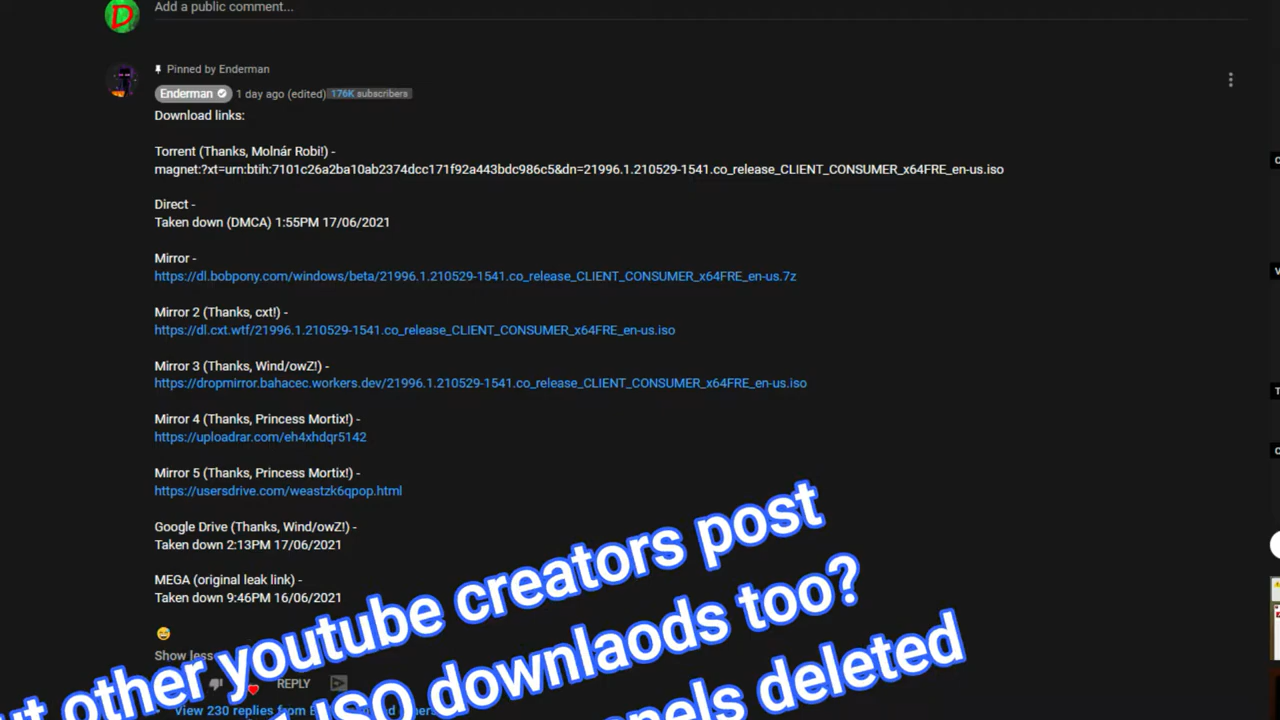 D
Add a public comment...
Pinned by Enderman
Enderman 1 day ago (edited) 176K subscribers
Download links:
Torrent (Thanks, Molnár Robi!) -
magnet:?xt=urn:btih:7101c26a2ba10ab2374dcc171f92a443bdc986c5&dn=21996.1.210529-1541.co_release_CLIENT_CONSUMER_x64FRE_en-us.iso
Direct -
Taken down (DMCA) 1:55PM 17/06/2021
Mirror -
https://dl.bobpony.com/windows/beta/21996.1.210529-1541.co_release_CLIENT_CONSUMER_x64FRE_en-us.7z
Mirror 2 (Thanks, cxt!) -
https://dl.cxt.wtf/21996.1.210529-1541.co_release_CLIENT_CONSUMER_x64FRE_en-us.iso
Mirror 3 (Thanks, Wind/owZ!) -
https://dropmirror.bahacec.workers.dev/21996.1.210529-1541.co_release_CLIENT_CONSUMER_x64FRE_en-us.iso
Mirror 4 (Thanks, Princess Mortix!) -
https://uploadrar.com/eh4xhdqr5142
Mirror 5 (Thanks, Princess Mortix!) -
https://usersdrive.com/weastzk6qpop.html
Google Drive (Thanks, Wind/owZ!) -
Taken down 2:13PM 17/06/2021
MEGA (original leak link) -
Taken down 9:46PM 16/06/2021
Show less
REPLY
View 230 replies from
other youtube creators post
ISO downlaods too?
deleted